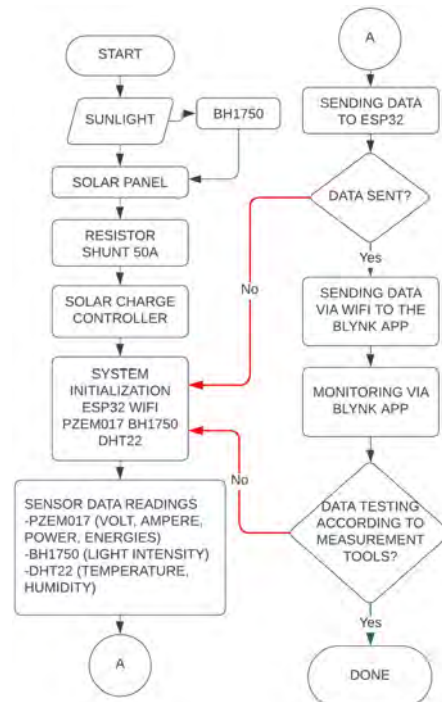 START
SUNLIGHT
BH1750
SOLAR PANEL
RESISTOR
SHUNT 50A
SOLAR CHARGE
CONTROLLER
SYSTEM
INITIALIZATION
ESP32 WIFI
PZEM017 BH1750
DHT22
SENSOR DATA READINGS
-PZEM017 (VOLT, AMPERE,
POWER, ENERGIES)
-BH1750 (LIGHT INTENSITY)
-DHT22 (TEMPERATURE,
HUMIDITY)
A
A
SENDING DATA
TO ESP32
DATA SENT?
No
Yes
SENDING DATA
VIA WIFI TO THE
BLYNK APP
MONITORING VIA
BLYNK APP
DATA TESTING
ACCORDING TO
MEASUREMENT
TOOLS?
No
Yes
DONE